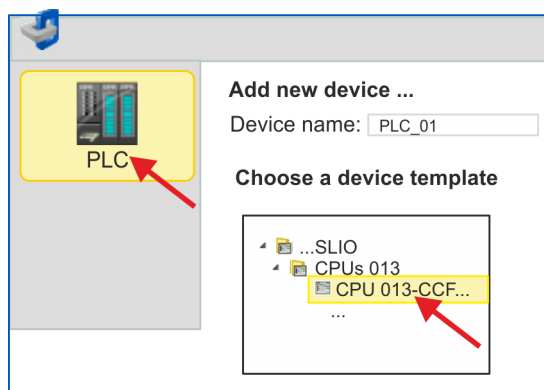 PLC
Add new device ...
Device name: PLC_01
Choose a device template
...SLIO
CPUs 013
CPU 013-CCF...
...